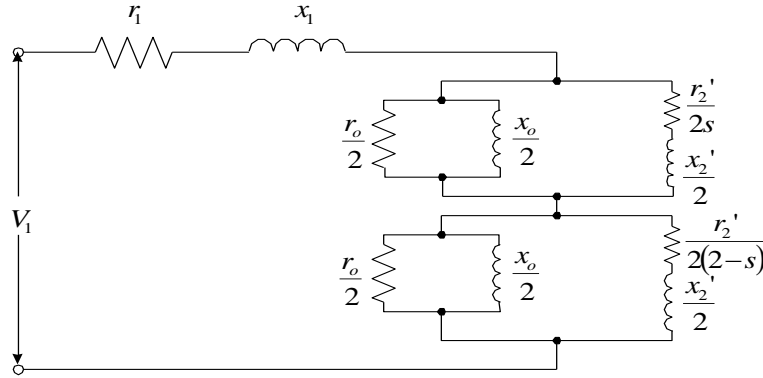 r₁
x₁
r₂'/2s
rₒ/2
xₒ/2
x₂'/2
V₁
r₂'/2(2−s)
rₒ/2
xₒ/2
x₂'/2